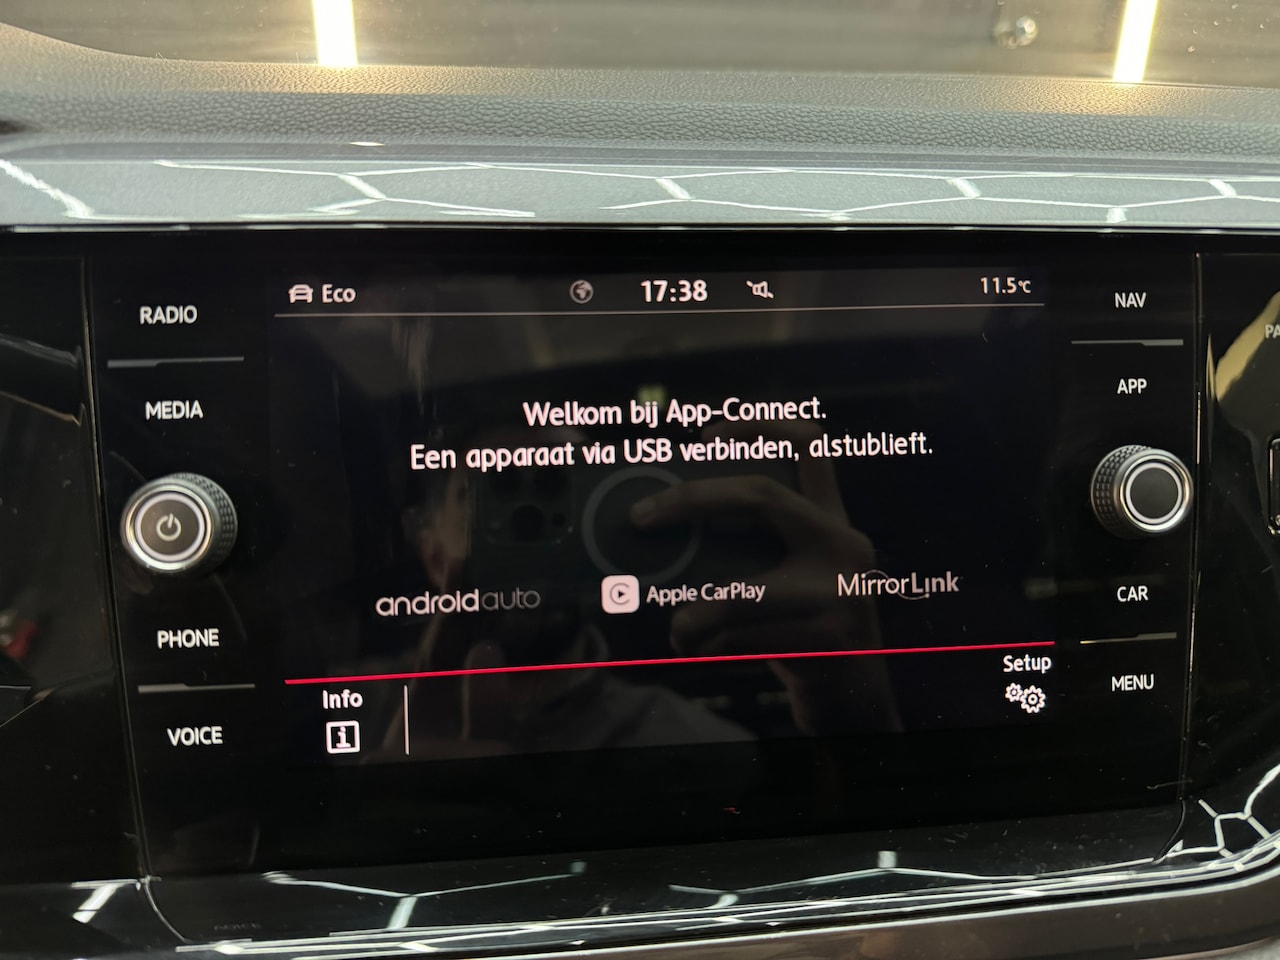 Eco
17:38
11.5°C
RADIO
MEDIA
PHONE
VOICE
Welkom bij App-Connect.
Een apparaat via USB verbinden, alstublieft.
androidauto
Apple CarPlay
MirrorLink
Info
i
Setup
NAV
APP
CAR
MENU